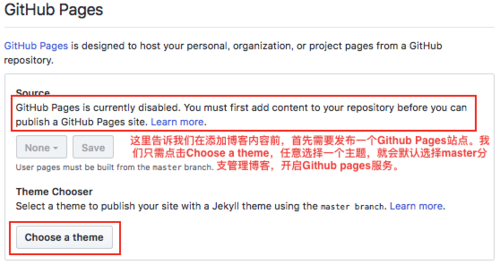 GitHub Pages
GitHub Pages is designed to host your personal, organization, or project pages from a GitHub
repository.
Source
GitHub Pages is currently disabled. You must first add content to your repository before you can
publish a GitHub Pages site. Learn more.
这里告诉我们在添加博客内容前，首先需要发布一个Github Pages站点。我
们只需点击Choose a theme，任意选择一个主题，就会默认选择master分
支管理博客，开启Github pages服务。
None
Save
User pages must be built from the master branch.
Theme Chooser
Select a theme to publish your site with a Jekyll theme using the master branch. Learn more.
Choose a theme